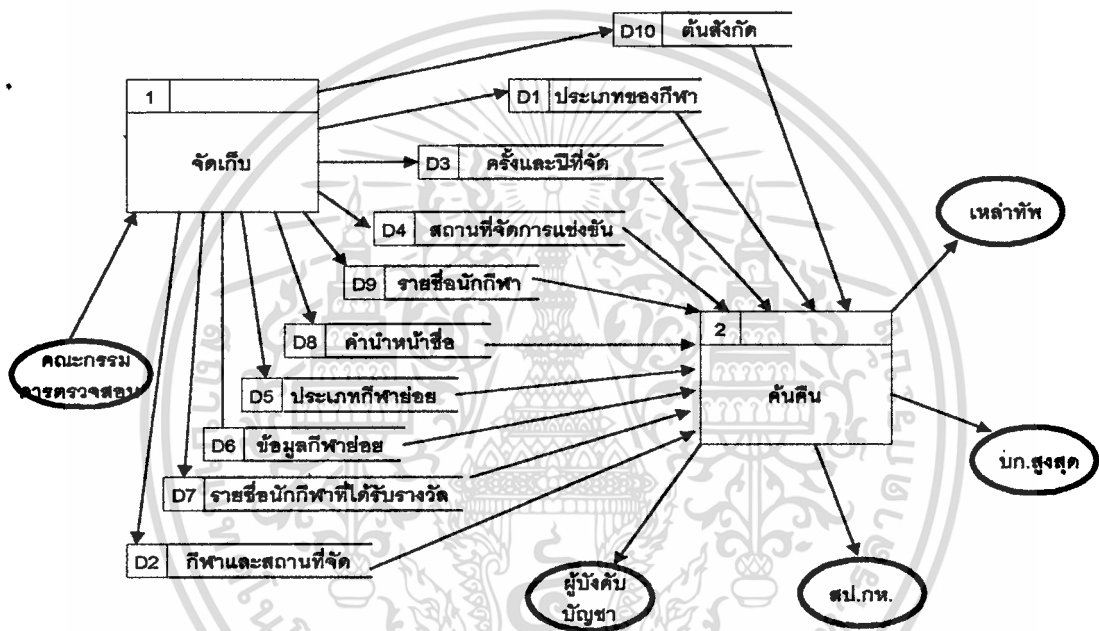 D10 ต้นสังกัด
1
D1 ประเภทของกีฬา
จัดเก็บ
D3 ครั้งและปีที่จัด
เหล่าทัพ
D4 สถานที่จัดการแข่งขัน
D9 รายชื่อนักกีฬา
2
D8 คำนำหน้าชื่อ
คณะกรรม
การตรวจสอบ
D5 ประเภทกีฬาย่อย
ค้นคืน
D6 ข้อมูลกีฬาย่อย
บก.สูงสุด
D7 รายชื่อนักกีฬาที่ได้รับรางวัล
D2 กีฬาและสถานที่จัด
ผู้บังคับ
บัญชา
สป.กห.